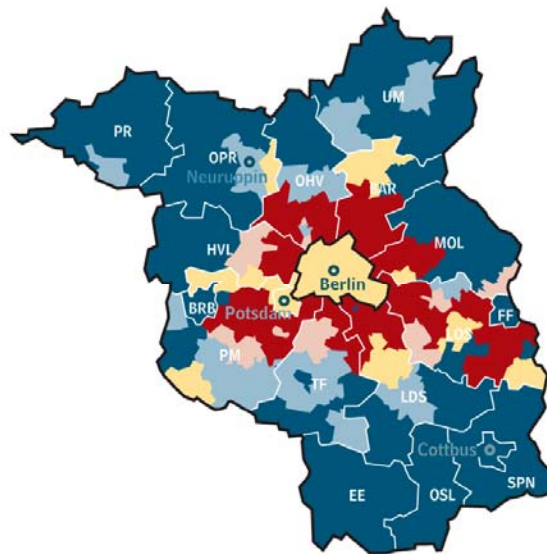 UM
PR
OPR
Neuruppin
OHV
BAR
HVL
MOL
Berlin
BRB
Potsdam
FF
LOS
PM
TF
LDS
Cottbus
EE
OSL
SPN